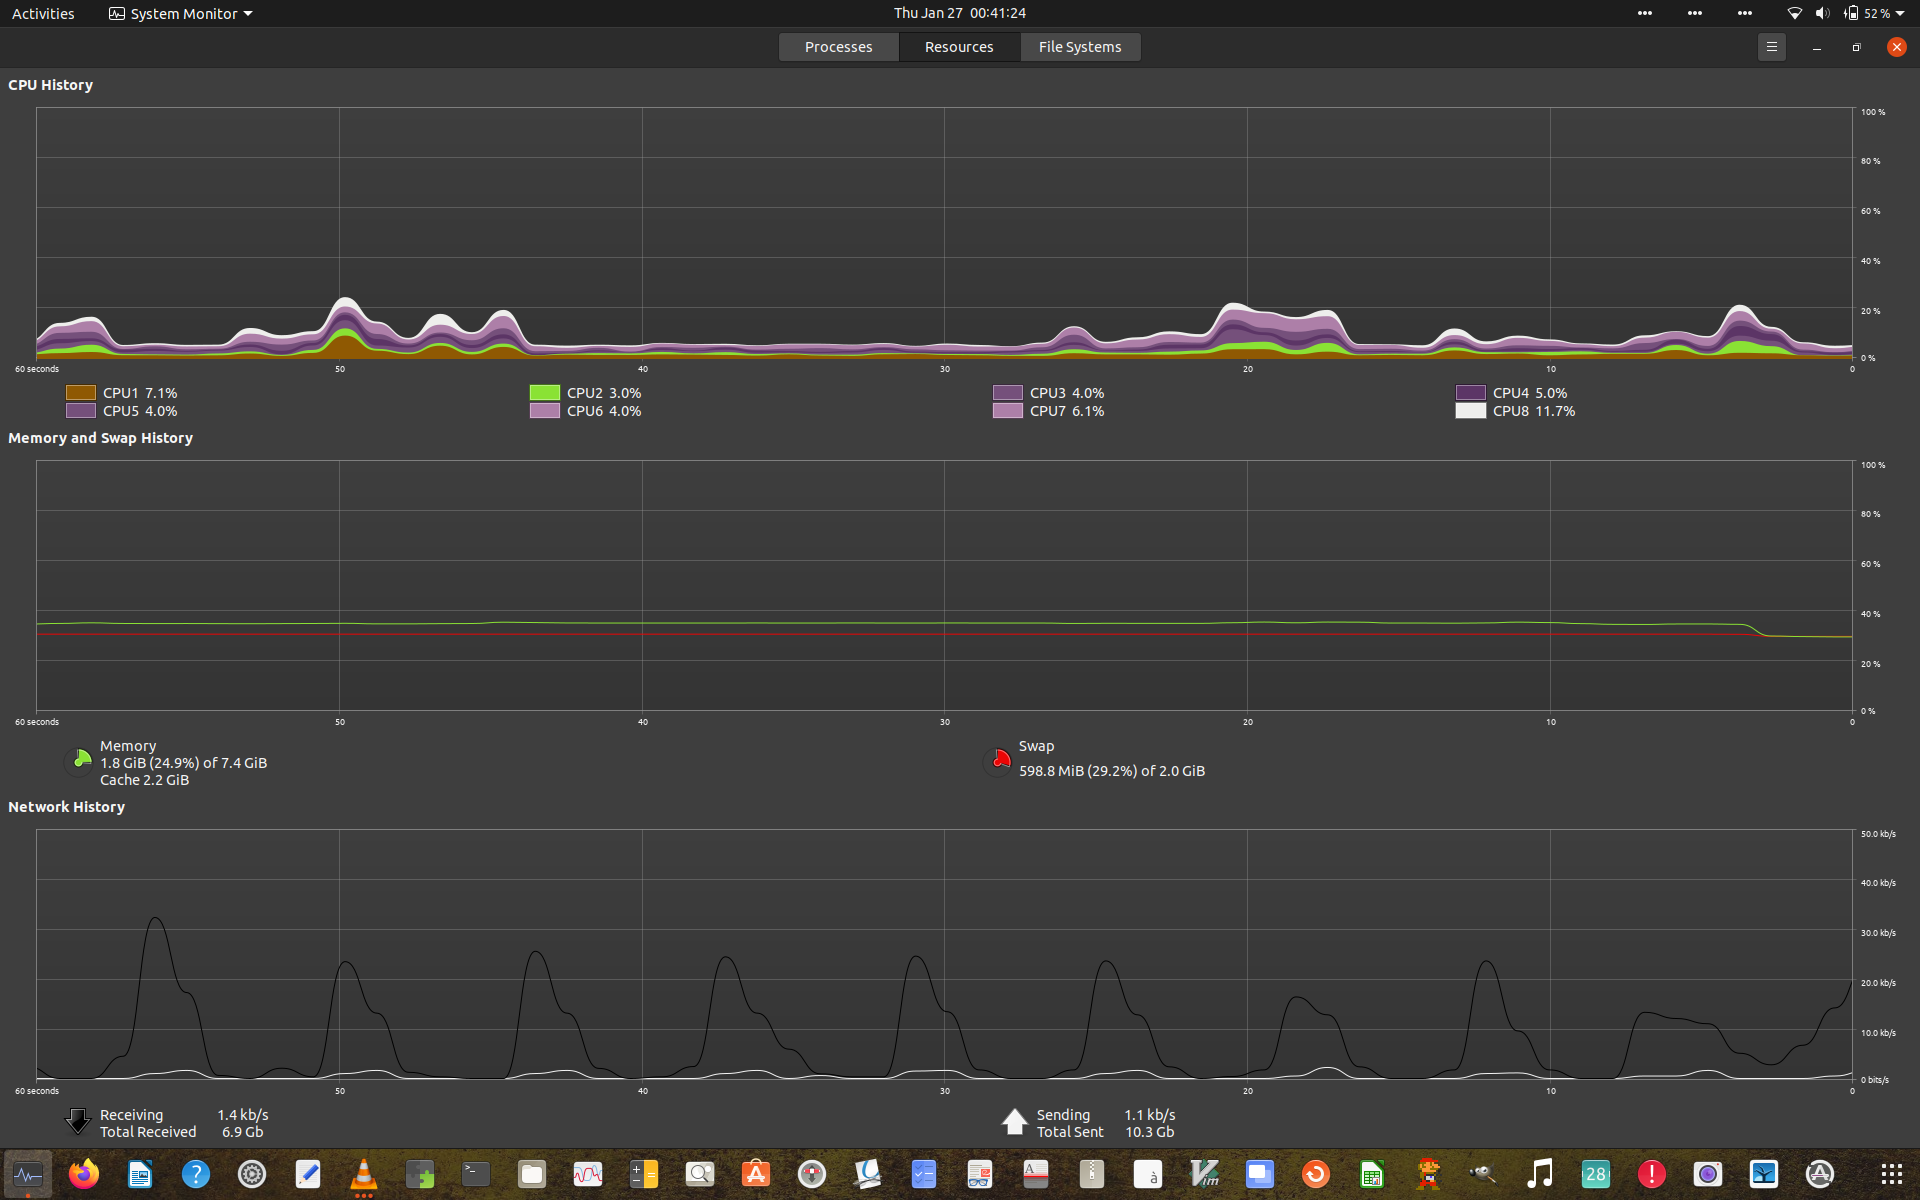 Activities System Monitor Thu Jan 27 00:41:24 52 %
Processes Resources File Systems
CPU History
100 %
80 %
60 %
40 %
20 %
0 %
60 seconds 50 40 30 20 10 0
CPU1 7.1% CPU2 3.0% CPU3 4.0% CPU4 5.0%
CPU5 4.0% CPU6 4.0% CPU7 6.1% CPU8 11.7%
Memory and Swap History
100 %
80 %
60 %
40 %
20 %
0 %
60 seconds 50 40 30 20 10 0
Memory Swap
1.8 GiB (24.9%) of 7.4 GiB 598.8 MiB (29.2%) of 2.0 GiB
Cache 2.2 GiB
Network History
50.0 kb/s
40.0 kb/s
30.0 kb/s
20.0 kb/s
10.0 kb/s
0 bits/s
60 seconds 50 40 30 20 10 0
Receiving 1.4 kb/s Sending 1.1 kb/s
Total Received 6.9 Gb Total Sent 10.3 Gb
? >_ A à Vim 28 !